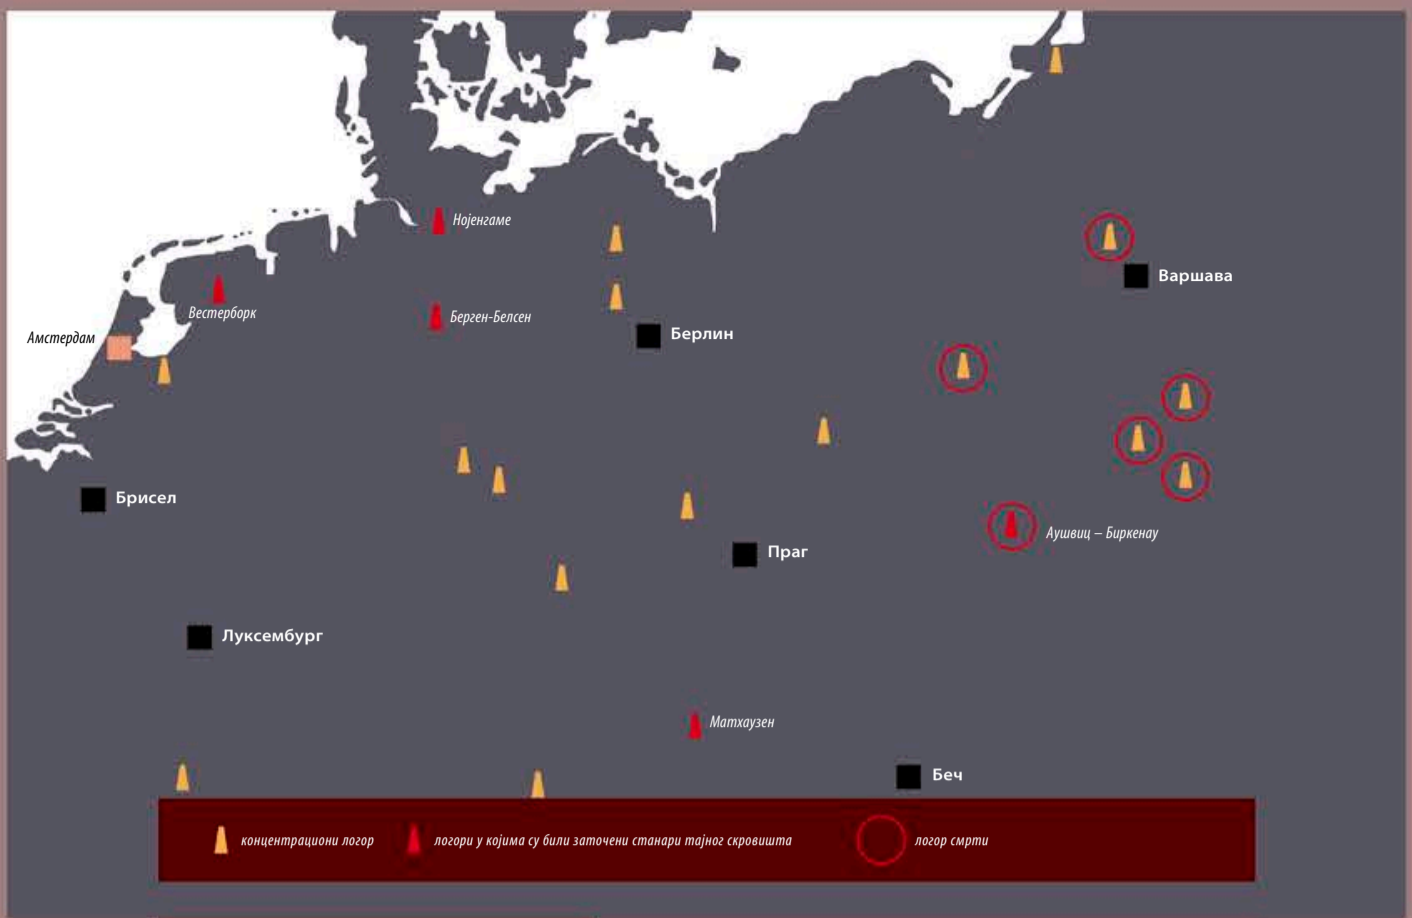 Нојенгаме
Варшава
Вестерборк
Берген-Белсен
Амстердам
Берлин
Брисел
Аушвиц – Биркенау
Праг
Луксембург
Матхаузен
Беч
концентрациони логор
логори у којима су били заточени станари тајног скровишта
логор смрти